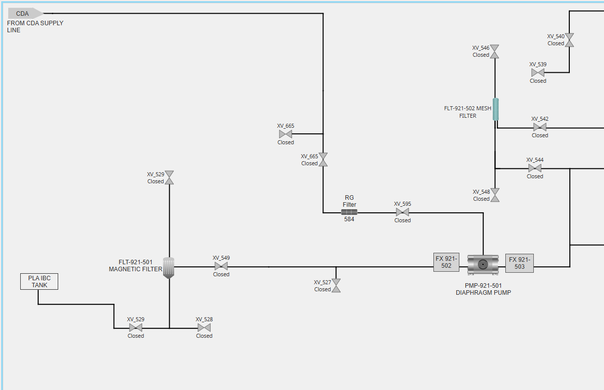 CDA
FROM CDA SUPPLY
LINE
XV_540
Closed
XV_546
Closed
XV_539
Closed
FLT-921-502 MESH
FILTER
XV_542
Closed
XV_665
Closed
XV_665
Closed
XV_544
Closed
XV_529
Closed
XV_548
Closed
RG
Filter
584
XV_595
Closed
FLT-921-501
MAGNETIC FILTER
XV_549
Closed
FX 921-
502
FX 921-
503
PLA IBC
TANK
XV_527
Closed
PMP-921-501
DIAPHRAGM PUMP
XV_529
Closed
XV_528
Closed